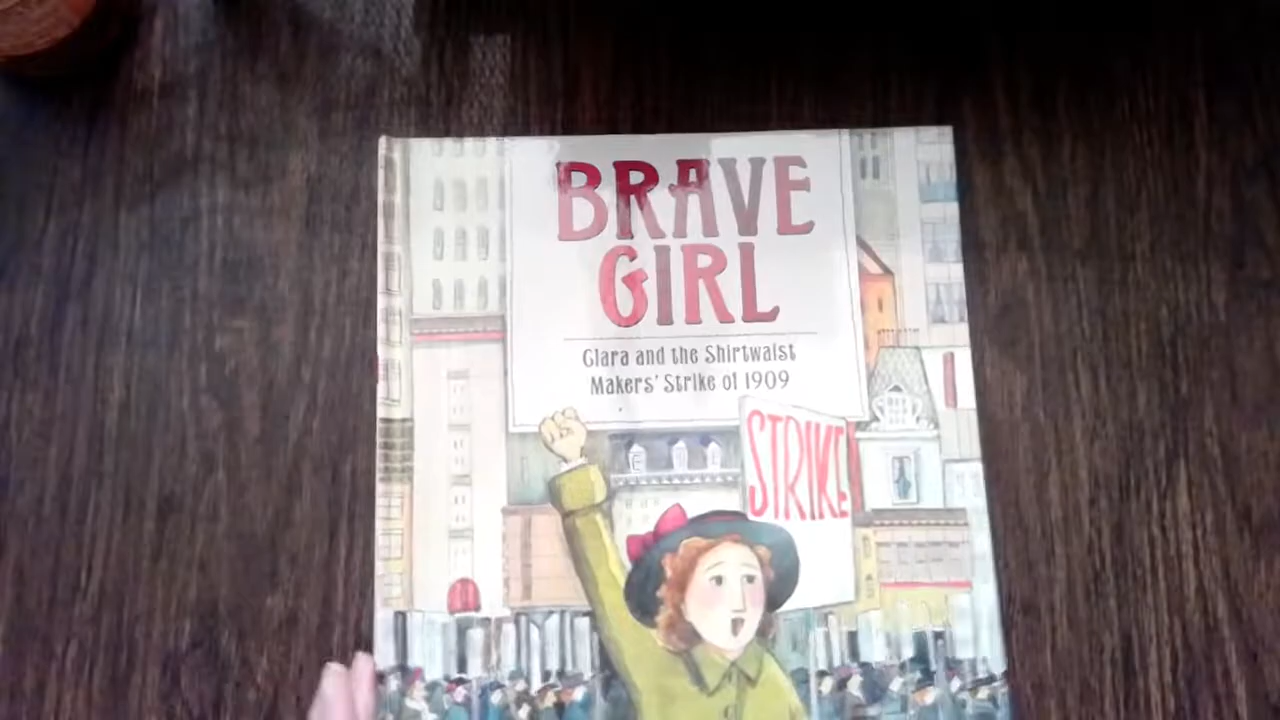 BRAVE
GIRL
Clara and the Shirtwaist
Makers' Strike of 1909
STRIKE!